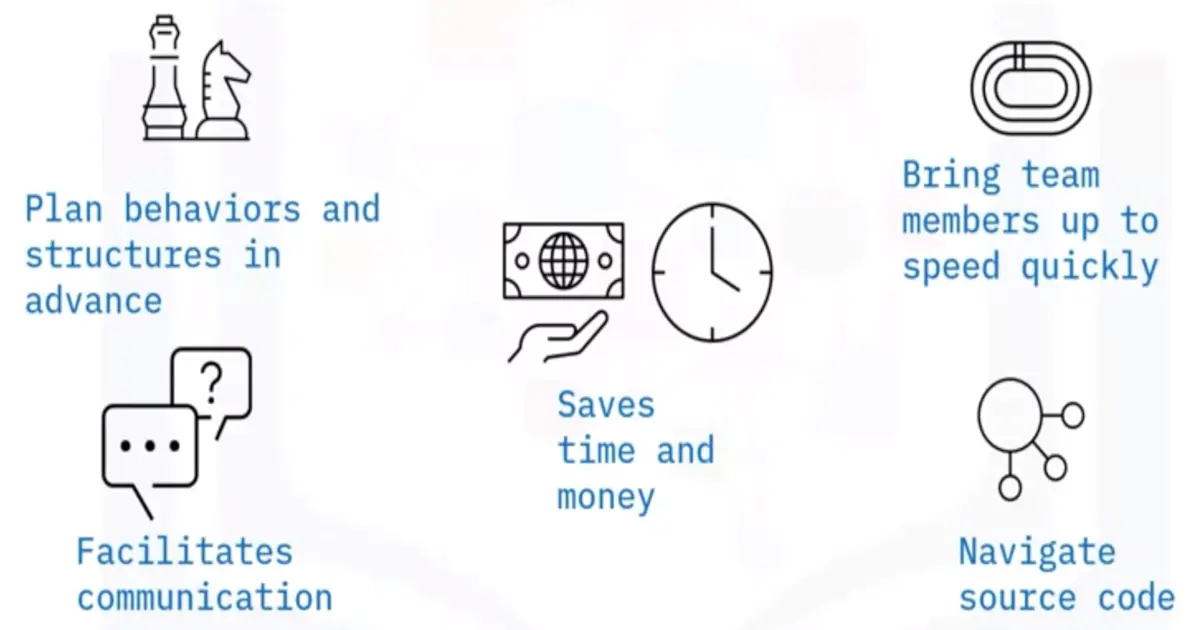 Plan behaviors and
structures in
advance
Facilitates
communication
?
Saves
time and
money
Bring team
members up to
speed quickly
Navigate
source code